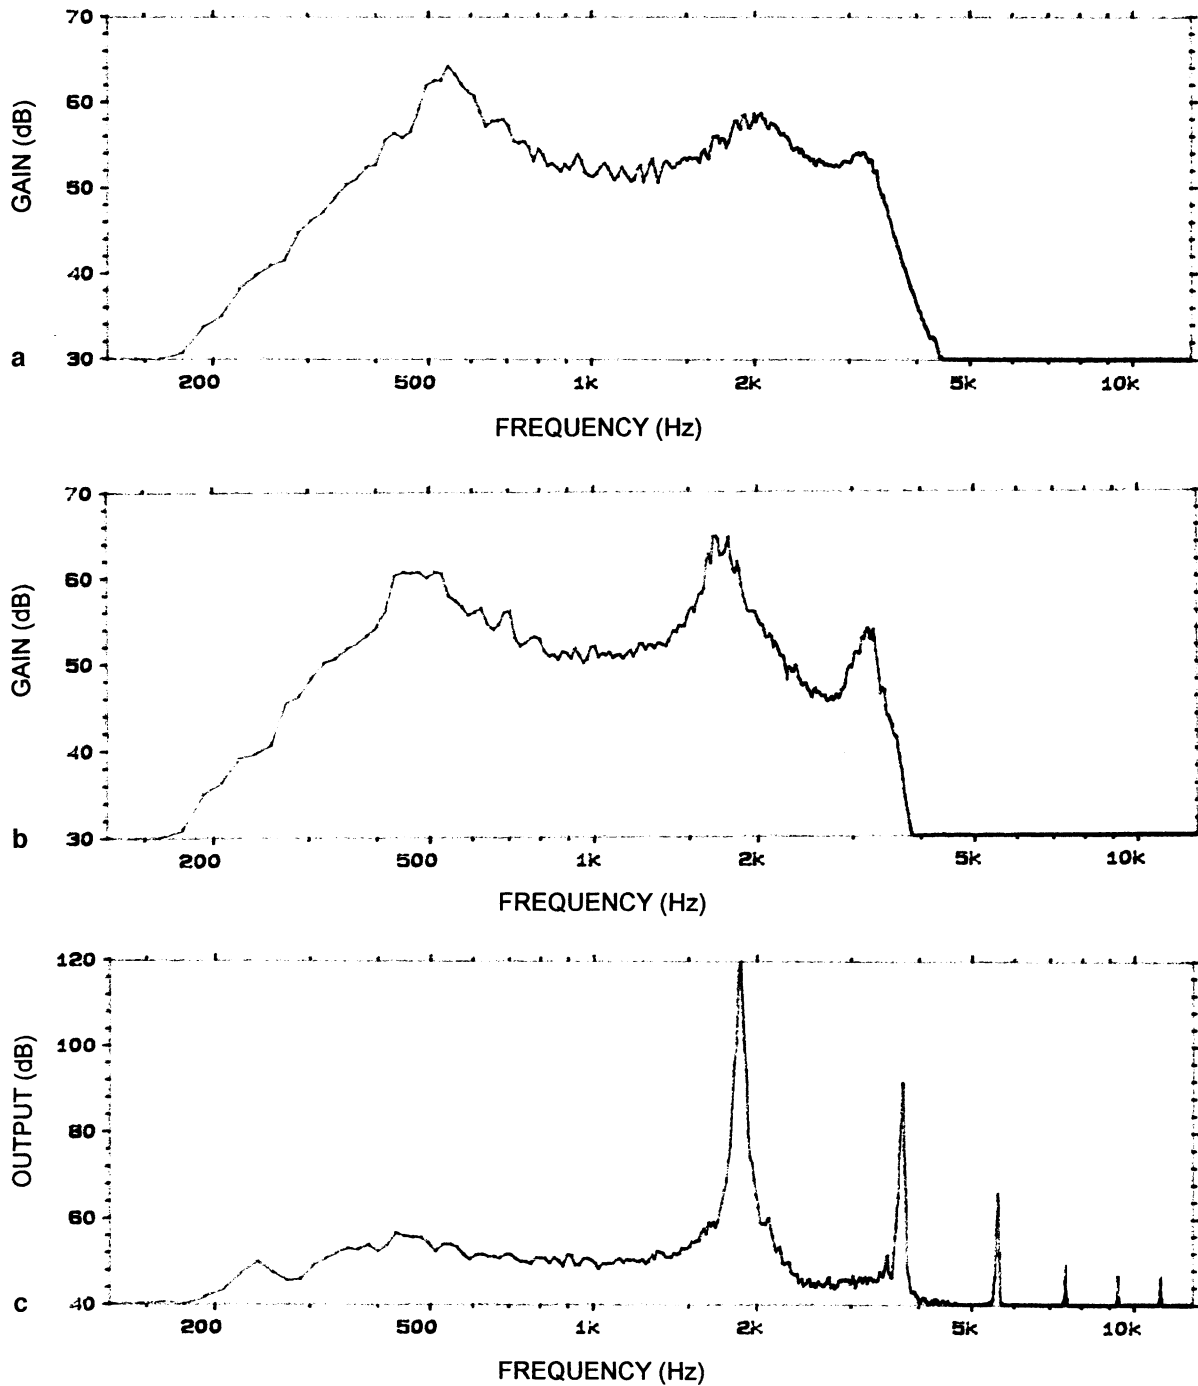 70
60
50
40
30
GAIN (dB)
a
200 500 1k 2k 5k 10k
FREQUENCY (Hz)
70
60
50
40
30
GAIN (dB)
b
200 500 1k 2k 5k 10k
FREQUENCY (Hz)
120
100
80
60
40
OUTPUT (dB)
c
200 500 1k 2k 5k 10k
FREQUENCY (Hz)